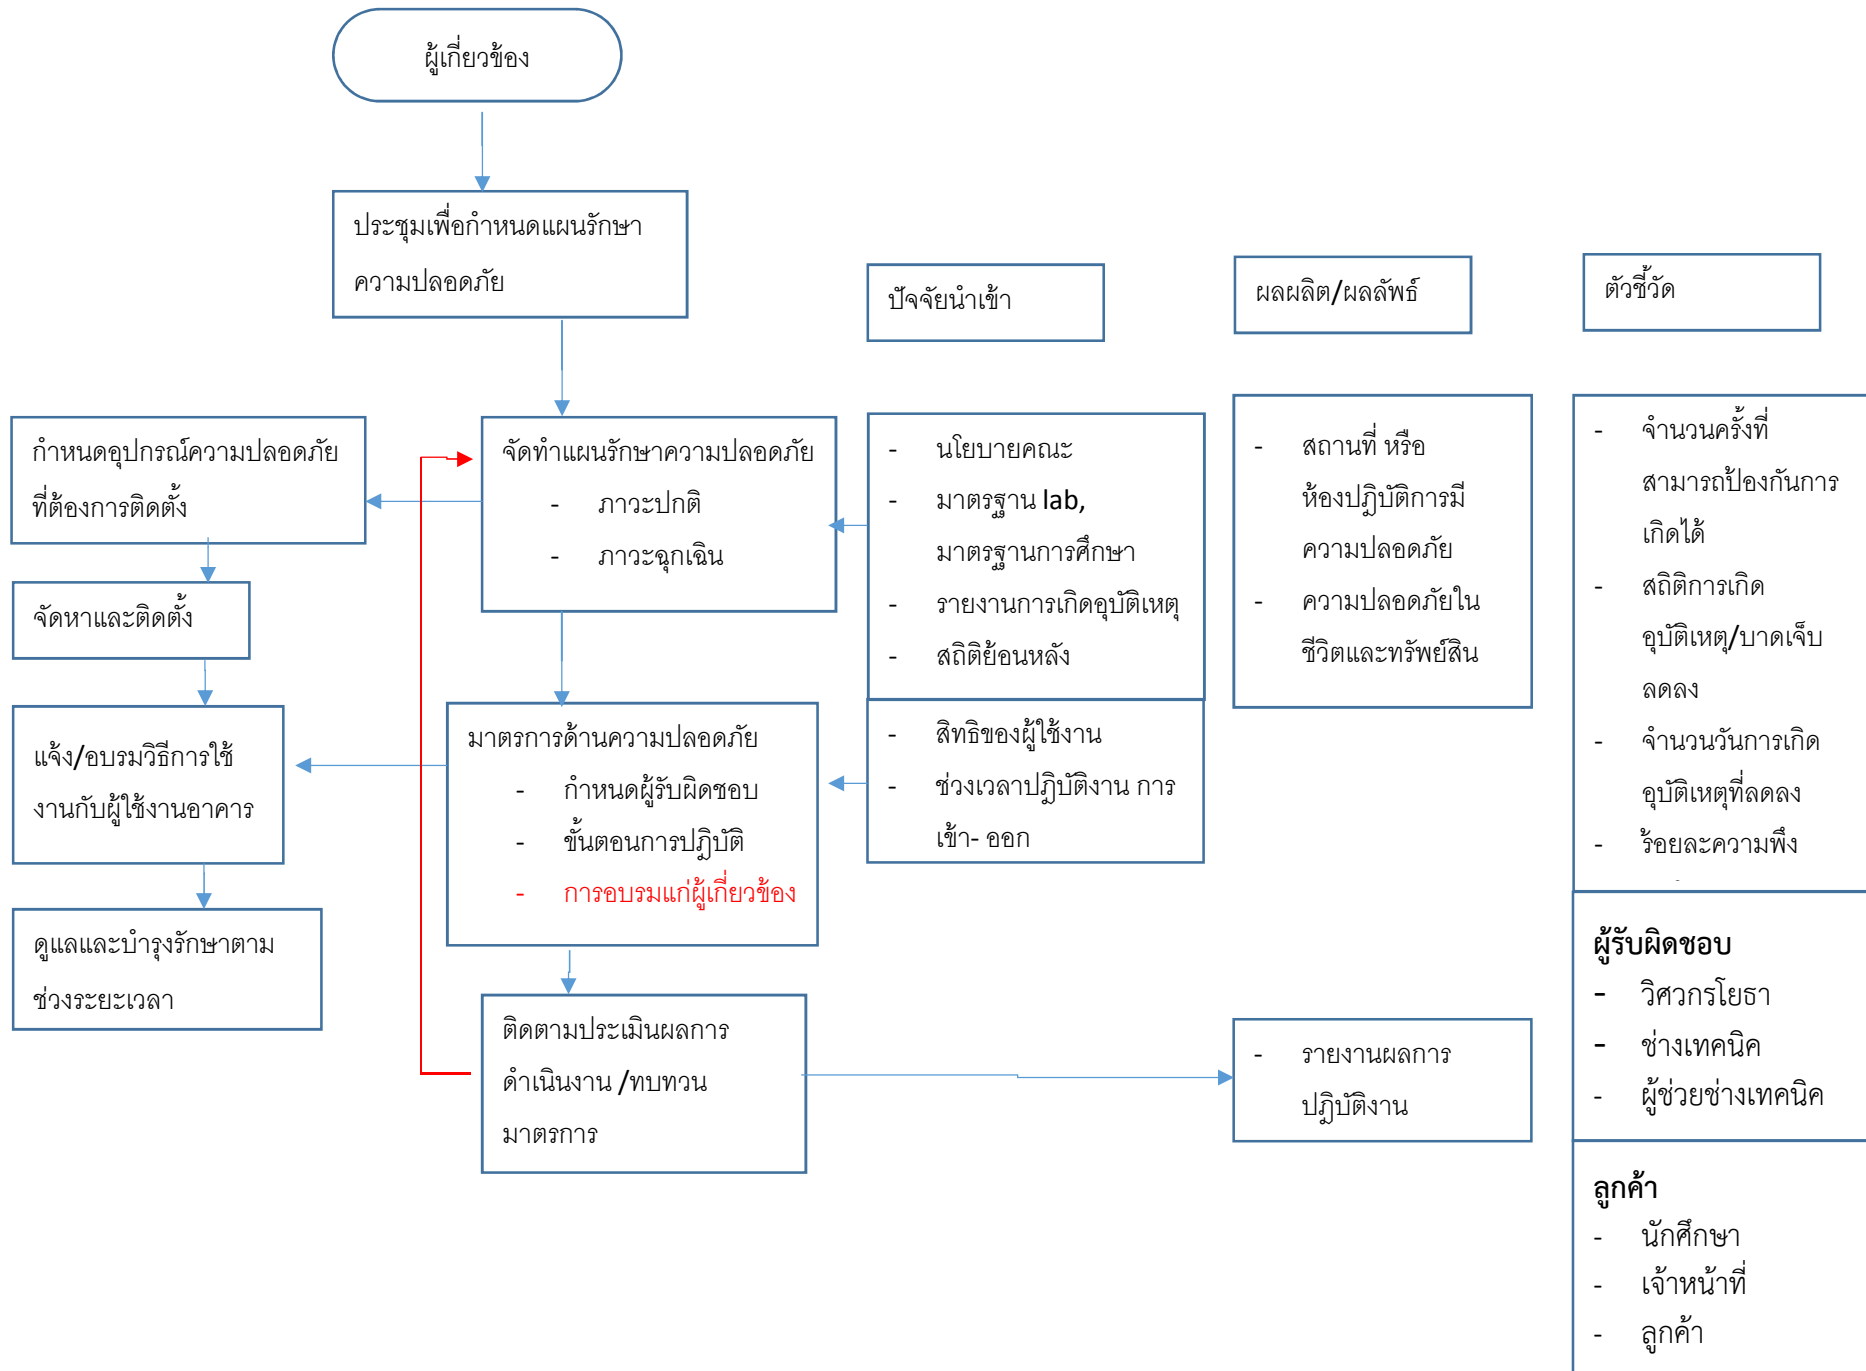 ผู้เกี่ยวข้อง
ประชุมเพื่อกำหนดแผนรักษา
ความปลอดภัย
ปัจจัยนำเข้า
ผลผลิต/ผลลัพธ์
ตัวชี้วัด
กำหนดอุปกรณ์ความปลอดภัย
ที่ต้องการติดตั้ง
จัดหาและติดตั้ง
แจ้ง/อบรมวิธีการใช้
งานกับผู้ใช้งานอาคาร
ดูแลและบำรุงรักษาตาม
ช่วงระยะเวลา
จัดทำแผนรักษาความปลอดภัย
- ภาวะปกติ
- ภาวะฉุกเฉิน
มาตรการด้านความปลอดภัย
- กำหนดผู้รับผิดชอบ
- ขั้นตอนการปฏิบัติ
- การอบรมแก่ผู้เกี่ยวข้อง
ติดตามประเมินผลการ
ดำเนินงาน /ทบทวน
มาตรการ
- นโยบายคณะ
- มาตรฐาน lab,
มาตรฐานการศึกษา
- รายงานการเกิดอุบัติเหตุ
- สถิติย้อนหลัง
- สิทธิของผู้ใช้งาน
- ช่วงเวลาปฏิบัติงาน การ
เข้า- ออก
- สถานที่ หรือ
ห้องปฏิบัติการมี
ความปลอดภัย
- ความปลอดภัยใน
ชีวิตและทรัพย์สิน
- รายงานผลการ
ปฏิบัติงาน
- จำนวนครั้งที่
สามารถป้องกันการ
เกิดได้
- สถิติการเกิด
อุบัติเหตุ/บาดเจ็บ
ลดลง
- จำนวนวันการเกิด
อุบัติเหตุที่ลดลง
- ร้อยละความพึง
ผู้รับผิดชอบ
- วิศวกรโยธา
- ช่างเทคนิค
- ผู้ช่วยช่างเทคนิค
ลูกค้า
- นักศึกษา
- เจ้าหน้าที่
- ลูกค้า